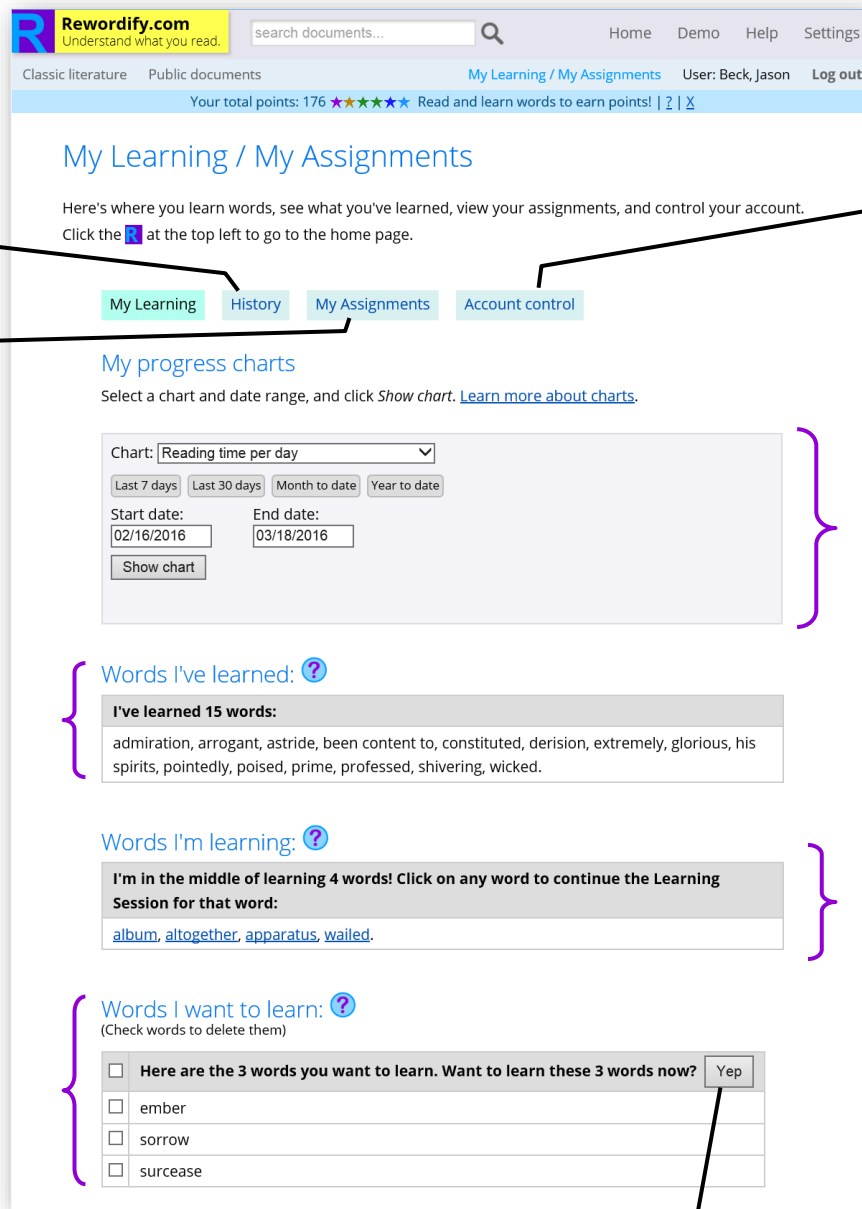 R Rewordify.com
Understand what you read.
search documents...
Home Demo Help Settings
Classic literature Public documents My Learning / My Assignments User: Beck, Jason Log out
Your total points: 176 ★★★★★★ Read and learn words to earn points! | ? | X
My Learning / My Assignments
Here's where you learn words, see what you've learned, view your assignments, and control your account.
Click the R at the top left to go to the home page.
My Learning History My Assignments Account control
My progress charts
Select a chart and date range, and click Show chart. Learn more about charts.
Chart: Reading time per day
Last 7 days Last 30 days Month to date Year to date
Start date: End date:
02/16/2016 03/18/2016
Show chart
Words I've learned: ?
I've learned 15 words:
admiration, arrogant, astride, been content to, constituted, derision, extremely, glorious, his
spirits, pointedly, poised, prime, professed, shivering, wicked.
Words I'm learning: ?
I'm in the middle of learning 4 words! Click on any word to continue the Learning
Session for that word:
album, altogether, apparatus, wailed.
Words I want to learn: ?
(Check words to delete them)
Here are the 3 words you want to learn. Want to learn these 3 words now? Yep
ember
sorrow
surcease